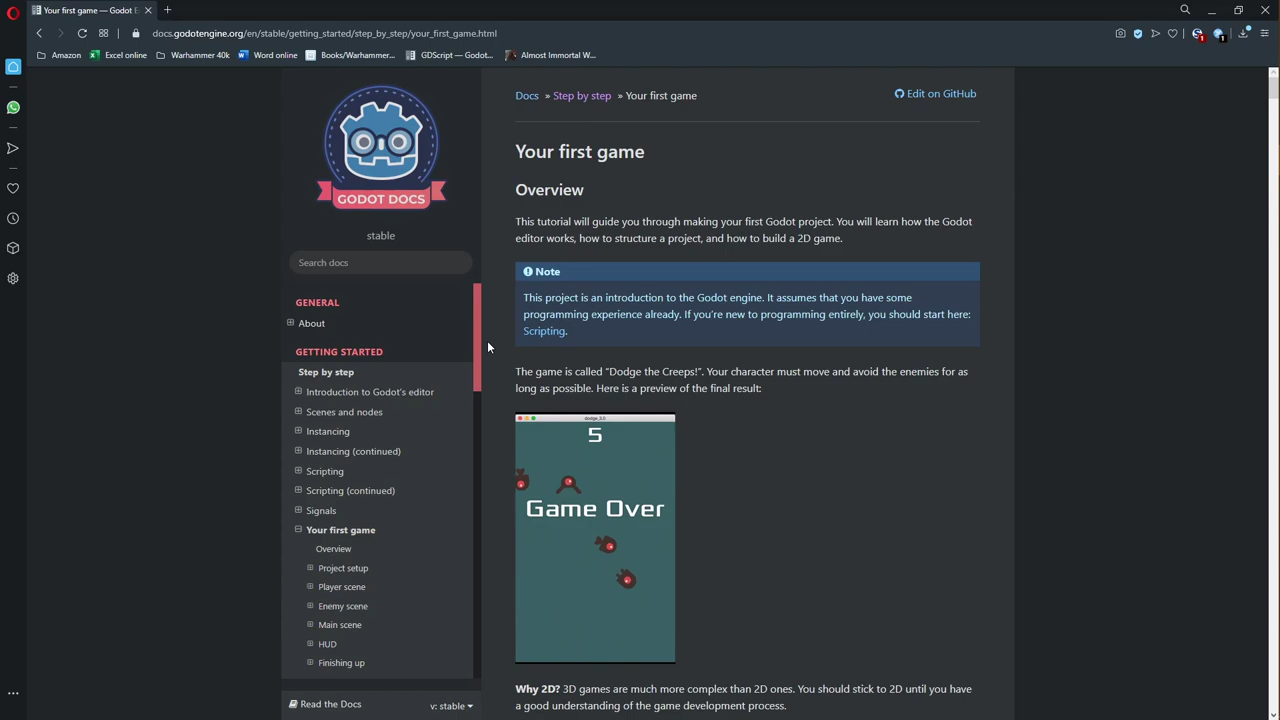 Your first game — Godot E
docs.godotengine.org/en/stable/getting_started/step_by_step/your_first_game.html
1
1
Amazon
Excel online
Warhammer 40k
Word online
Books/Warhammer...
GDScript — Godot...
Almost Immortal W...
GODOT DOCS
stable
Search docs
GENERAL
About
GETTING STARTED
Step by step
Introduction to Godot's editor
Scenes and nodes
Instancing
Instancing (continued)
Scripting
Scripting (continued)
Signals
Your first game
Overview
Project setup
Player scene
Enemy scene
Main scene
HUD
Finishing up
Read the Docs
v: stable
Docs » Step by step » Your first game
Edit on GitHub
Your first game
Overview
This tutorial will guide you through making your first Godot project. You will learn how the Godot
editor works, how to structure a project, and how to build a 2D game.
Note
This project is an introduction to the Godot engine. It assumes that you have some
programming experience already. If you're new to programming entirely, you should start here:
Scripting.
The game is called “Dodge the Creeps!”. Your character must move and avoid the enemies for as
long as possible. Here is a preview of the final result:
dodge_3.0
5
Game Over
Why 2D? 3D games are much more complex than 2D ones. You should stick to 2D until you have
a good understanding of the game development process.